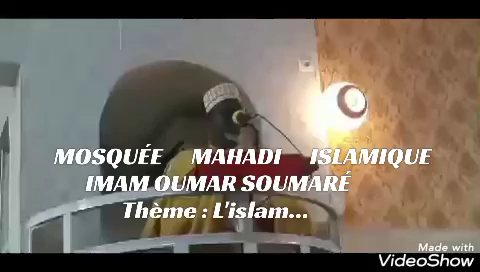 MOSQUÉE MAHADI ISLAMIQUE
IMAM OUMAR SOUMARÉ
Thème : L'islam...
Made with
VideoShow